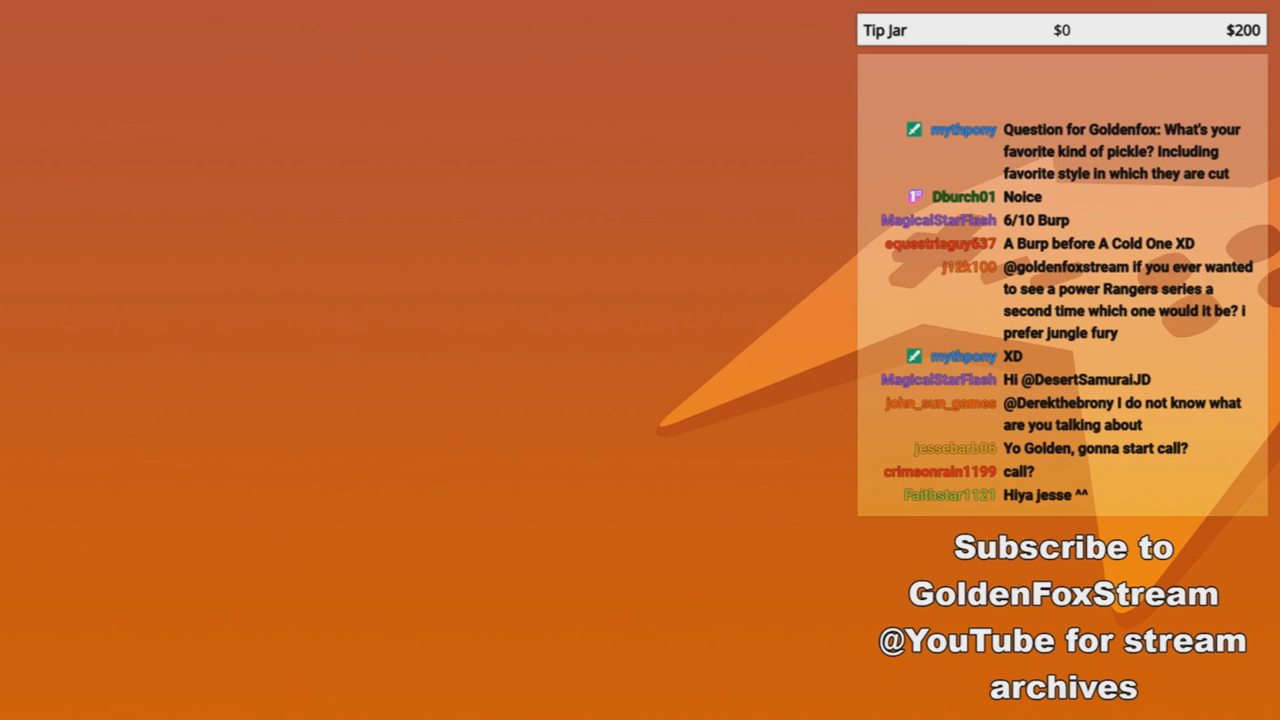 Tip Jar $0 $200
mythpony Question for Goldenfox: What's your
favorite kind of pickle? Including
favorite style in which they are cut
Dburch01 Noice
MagicalStarFlash 6/10 Burp
equestriaguy637 A Burp before A Cold One XD
j12k100 @goldenfoxstream if you ever wanted
to see a power Rangers series a
second time which one would it be? i
prefer jungle fury
mythpony XD
MagicalStarFlash Hi @DesertSamuraiJD
john_sun_games @Derekthebrony I do not know what
are you talking about
jessebarb06 Yo Golden, gonna start call?
crimsonrain1199 call?
Faithstar1121 Hiya jesse ^^
Subscribe to
GoldenFoxStream
@YouTube for stream
archives